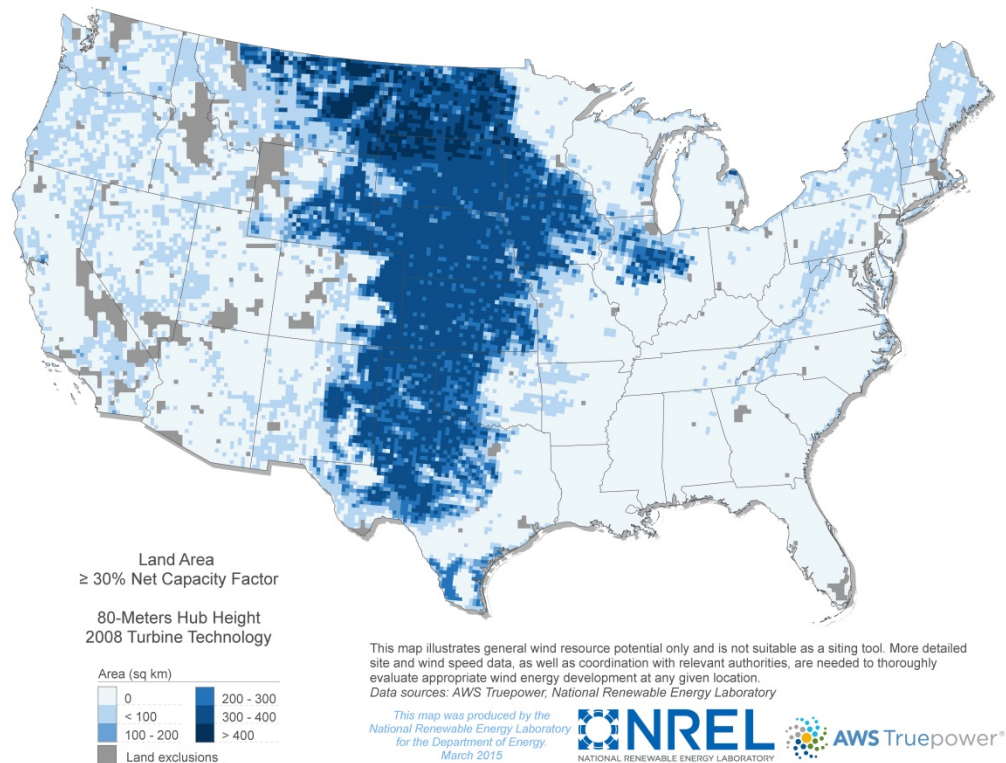 Land Area
≥ 30% Net Capacity Factor
80-Meters Hub Height
2008 Turbine Technology
Area (sq km)
0
< 100
100 - 200
200 - 300
300 - 400
> 400
Land exclusions
This map illustrates general wind resource potential only and is not suitable as a siting tool. More detailed
site and wind speed data, as well as coordination with relevant authorities, are needed to thoroughly
evaluate appropriate wind energy development at any given location.
Data sources: AWS Truepower, National Renewable Energy Laboratory
This map was produced by the
National Renewable Energy Laboratory
for the Department of Energy.
March 2015
NREL
NATIONAL RENEWABLE ENERGY LABORATORY
AWS Truepower®